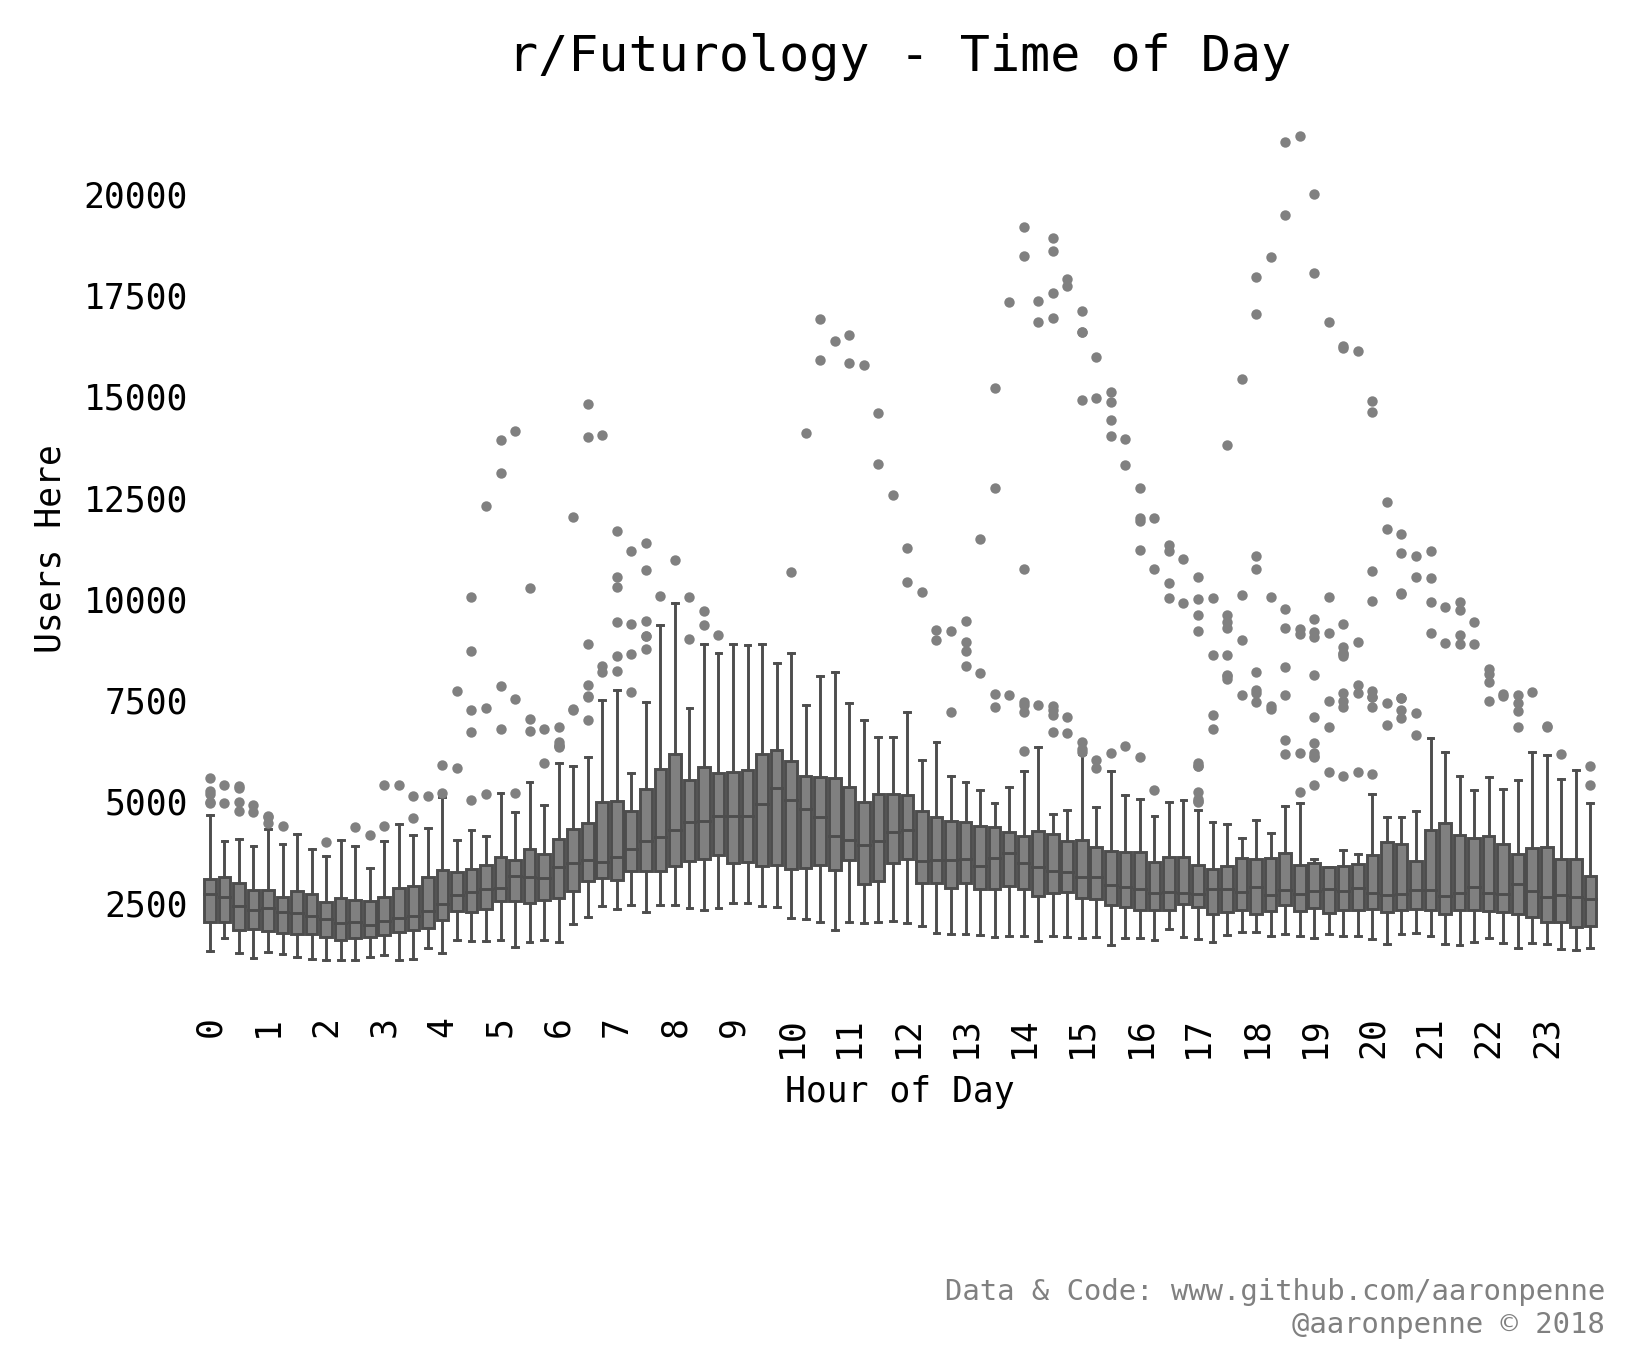 r/Futurology - Time of Day
20000
17500
15000
12500
10000
7500
5000
2500
Users Here
0 1 2 3 4 5 6 7 8 9 10 11 12 13 14 15 16 17 18 19 20 21 22 23
Hour of Day
Data & Code: www.github.com/aaronpenne
@aaronpenne © 2018